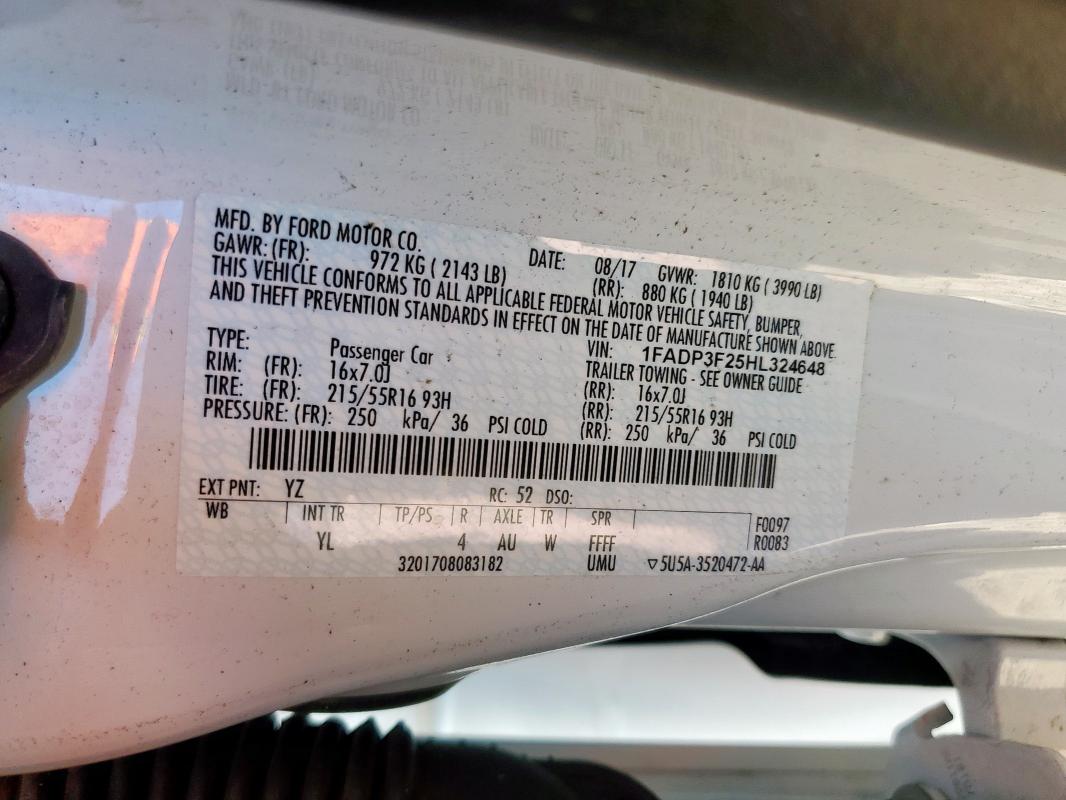 MFD. BY FORD MOTOR CO.
DATE: 08/17 GVWR: 1810 KG ( 3990 LB)
GAWR: (FR): 972 KG ( 2143 LB) (RR): 880 KG ( 1940 LB)
THIS VEHICLE CONFORMS TO ALL APPLICABLE FEDERAL MOTOR VEHICLE SAFETY, BUMPER,
AND THEFT PREVENTION STANDARDS IN EFFECT ON THE DATE OF MANUFACTURE SHOWN ABOVE.
VIN: 1FADP3F25HL324648
TYPE: Passenger Car TRAILER TOWING - SEE OWNER GUIDE
RIM: (FR): 16x7.0J (RR): 16x7.0J
TIRE: (FR): 215/55R16 93H (RR): 215/55R16 93H
PRESSURE: (FR): 250 kPa/ 36 PSI COLD (RR): 250 kPa/ 36 PSI COLD
EXT PNT: YZ RC: 52 DSO:
WB INT TR TP/PS R AXLE TR SPR F0097
YL 4 AU W FFFF R0083
3201708083182 UMU ▽5U5A-3520472-AA